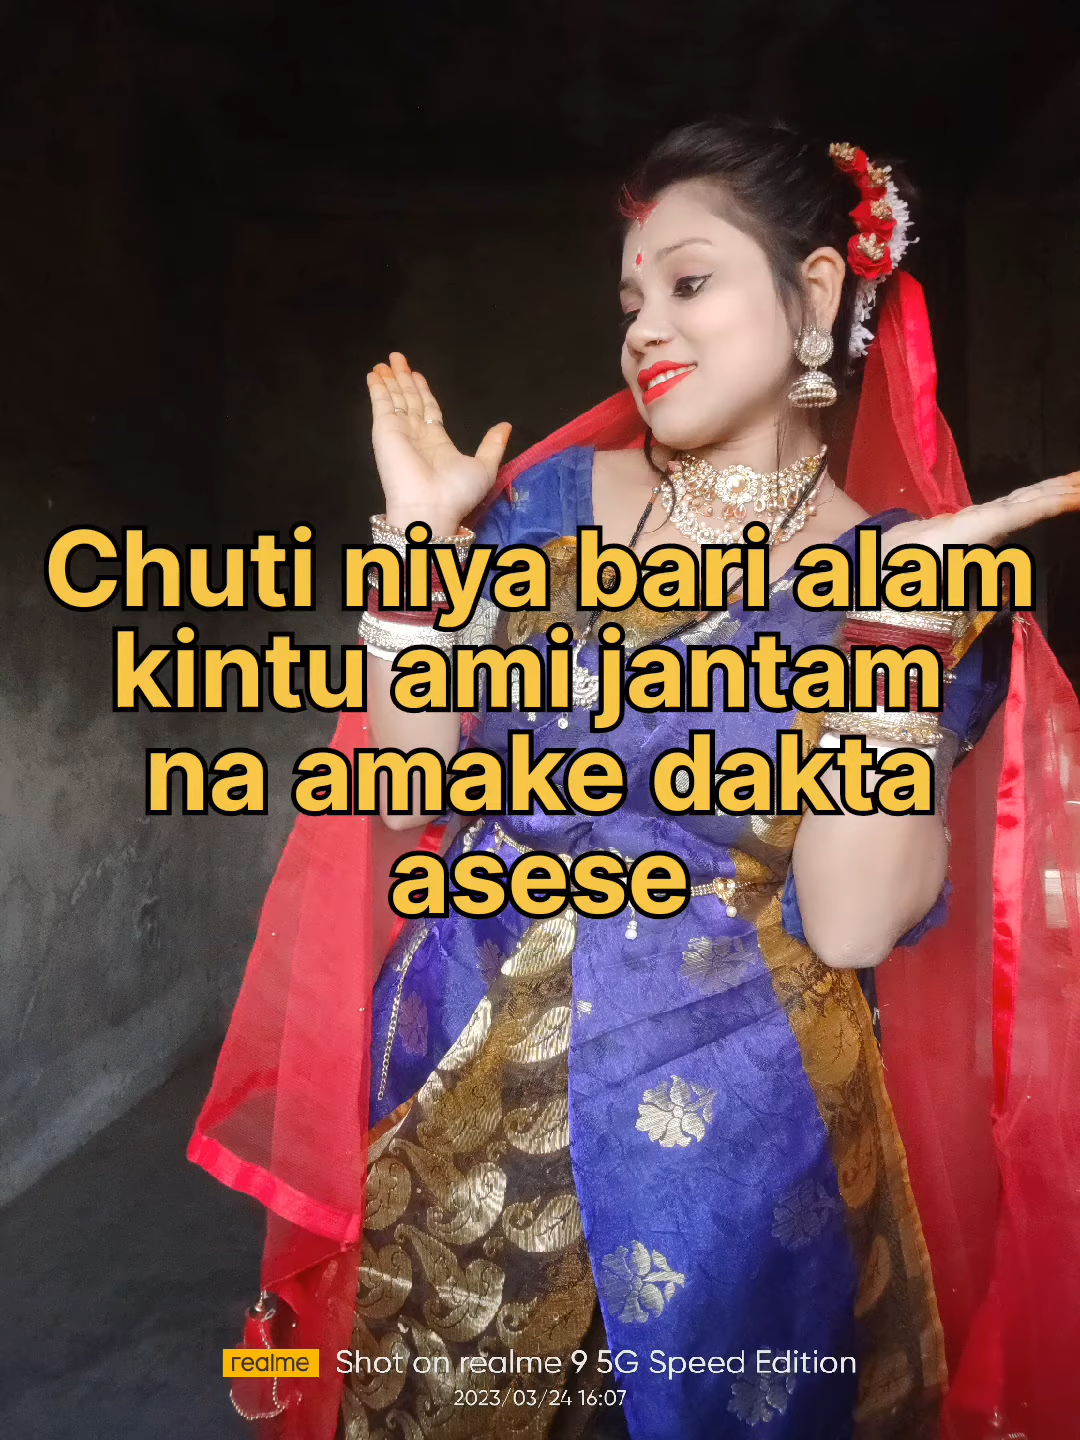 Chuti niya bari alam
kintu ami jantam
na amake dakta
asese
realme Shot on realme 9 5G Speed Edition
2023/03/24 16:07